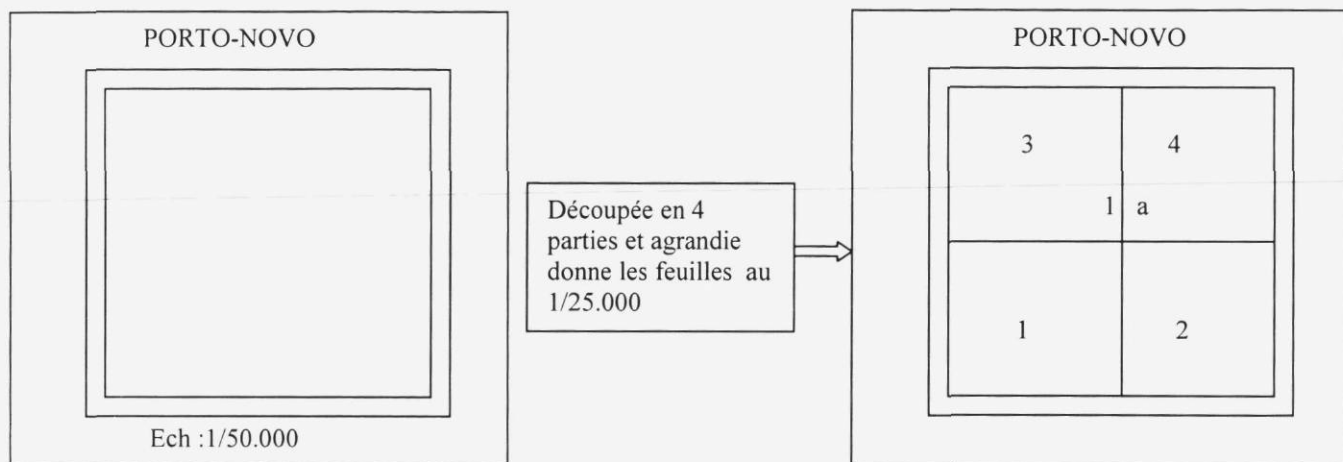 PORTO-NOVO
Ech :1/50.000
Découpée en 4
parties et agrandie
donne les feuilles au
1/25.000
PORTO-NOVO
3 4
1 a
1 2